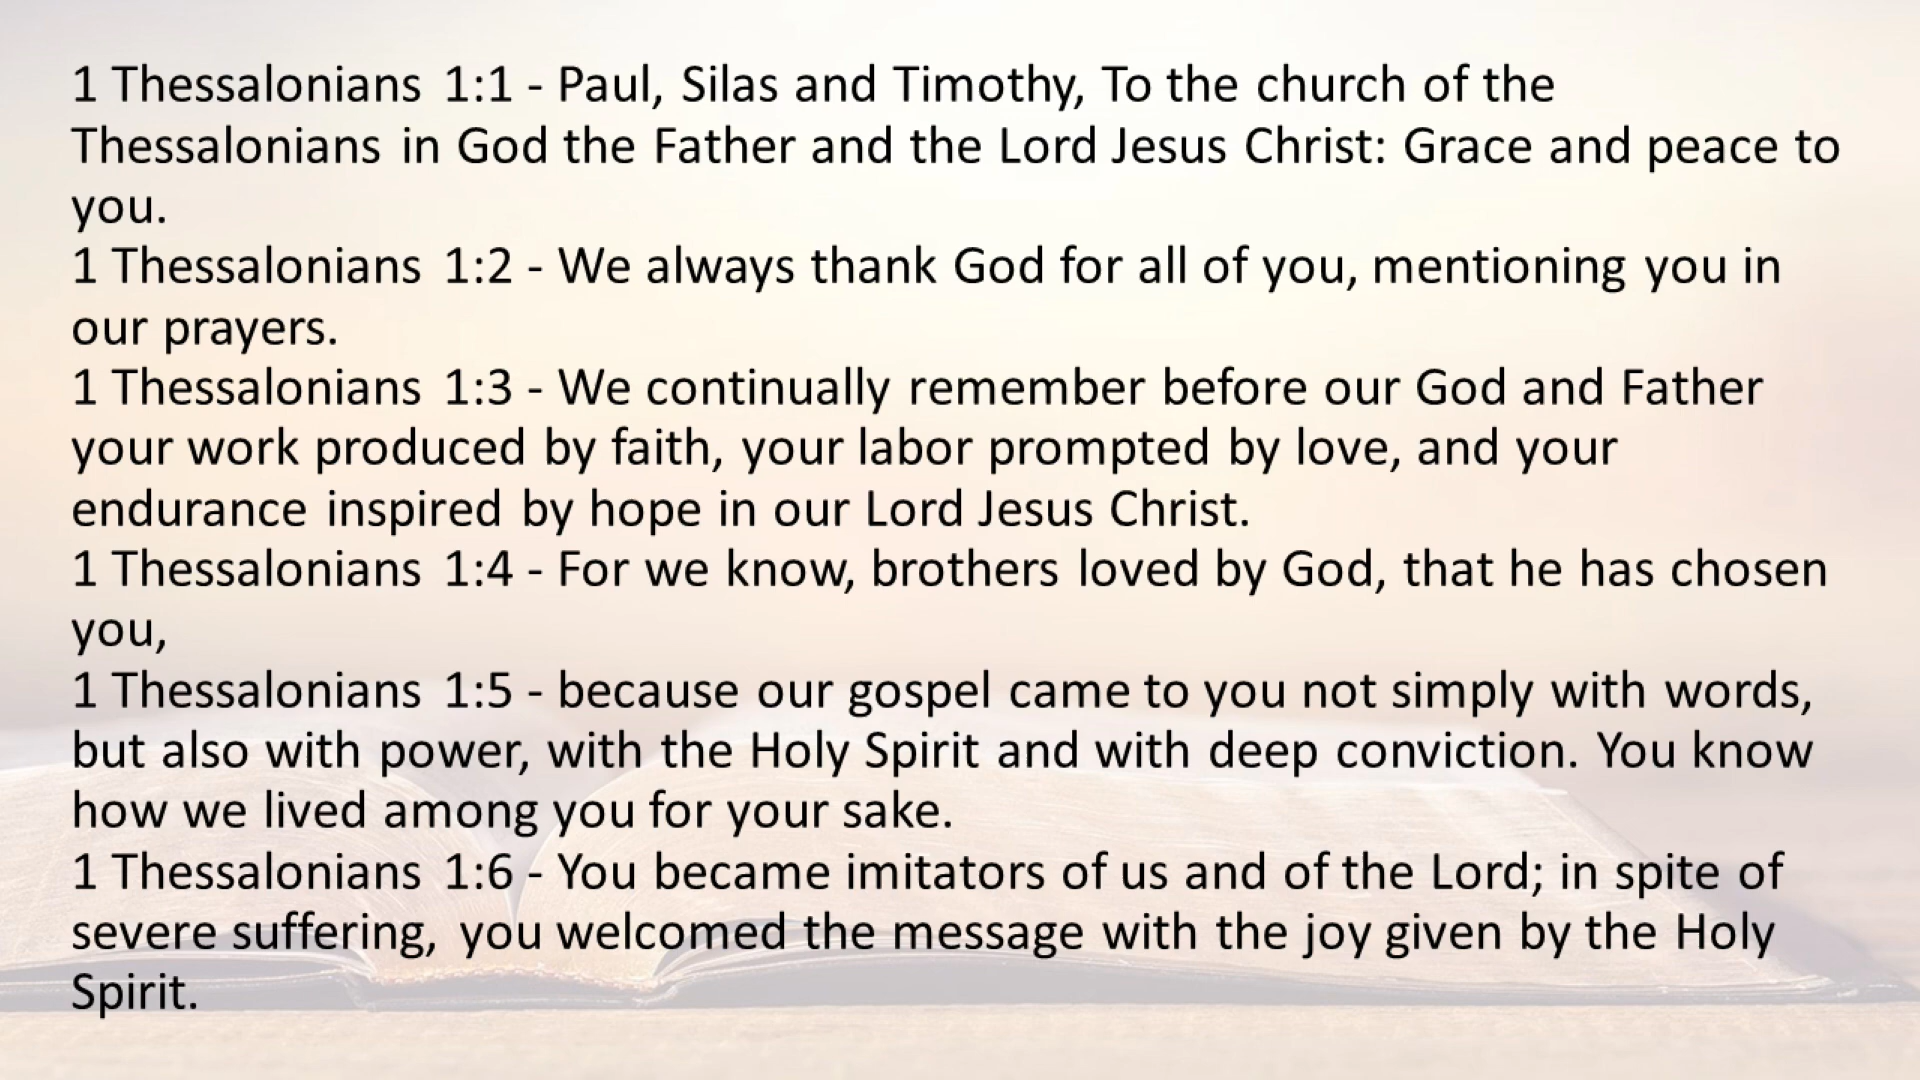 1 Thessalonians 1:1 - Paul, Silas and Timothy, To the church of the
Thessalonians in God the Father and the Lord Jesus Christ: Grace and peace to
you.
1 Thessalonians 1:2 - We always thank God for all of you, mentioning you in
our prayers.
1 Thessalonians 1:3 - We continually remember before our God and Father
your work produced by faith, your labor prompted by love, and your
endurance inspired by hope in our Lord Jesus Christ.
1 Thessalonians 1:4 - For we know, brothers loved by God, that he has chosen
you,
1 Thessalonians 1:5 - because our gospel came to you not simply with words,
but also with power, with the Holy Spirit and with deep conviction. You know
how we lived among you for your sake.
1 Thessalonians 1:6 - You became imitators of us and of the Lord; in spite of
severe suffering, you welcomed the message with the joy given by the Holy
Spirit.